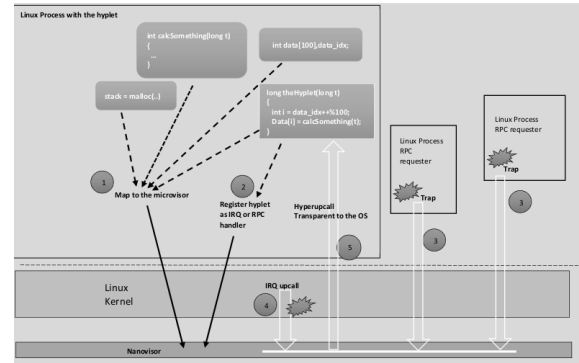 Linux Process with the hyplet
int calcSomething(long t)
{
...
}
int data[100],data_idx;
stack = malloc(..)
long theHyplet(long t)
{
int i = data_idx++%100;
Data[i] = calcSomething(t);
}
Linux Process
RPC requester
Trap
Linux Process
RPC
requester
Trap
1
Map to the microvisor
2
Register hyplet
as IRQ or RPC
handler
Hyperupcall
Transparent to the OS
5
3
3
Linux
Kernel
IRQ upcall
4
Nanovisor